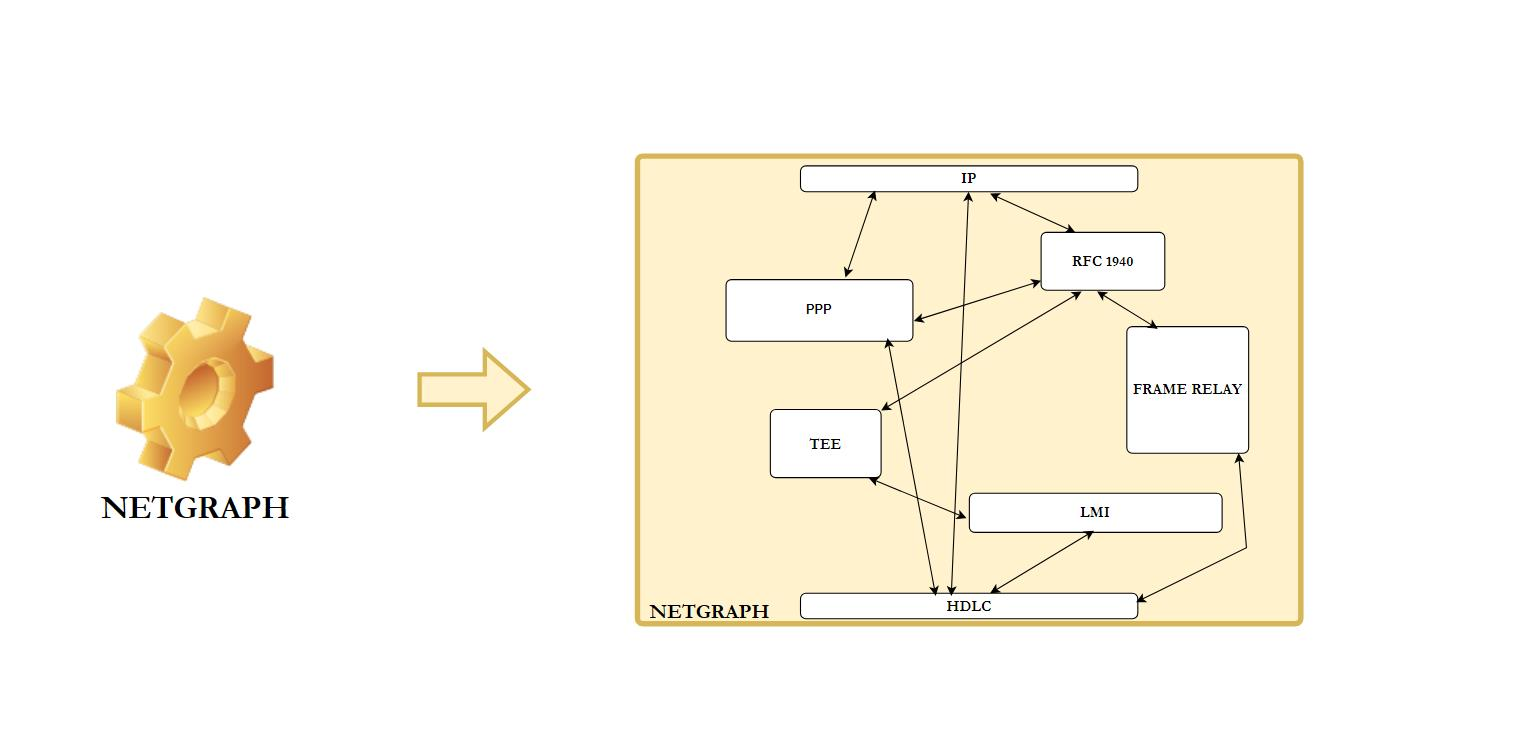 NETGRAPH
IP
RFC 1940
PPP
FRAME RELAY
TEE
LMI
HDLC
NETGRAPH